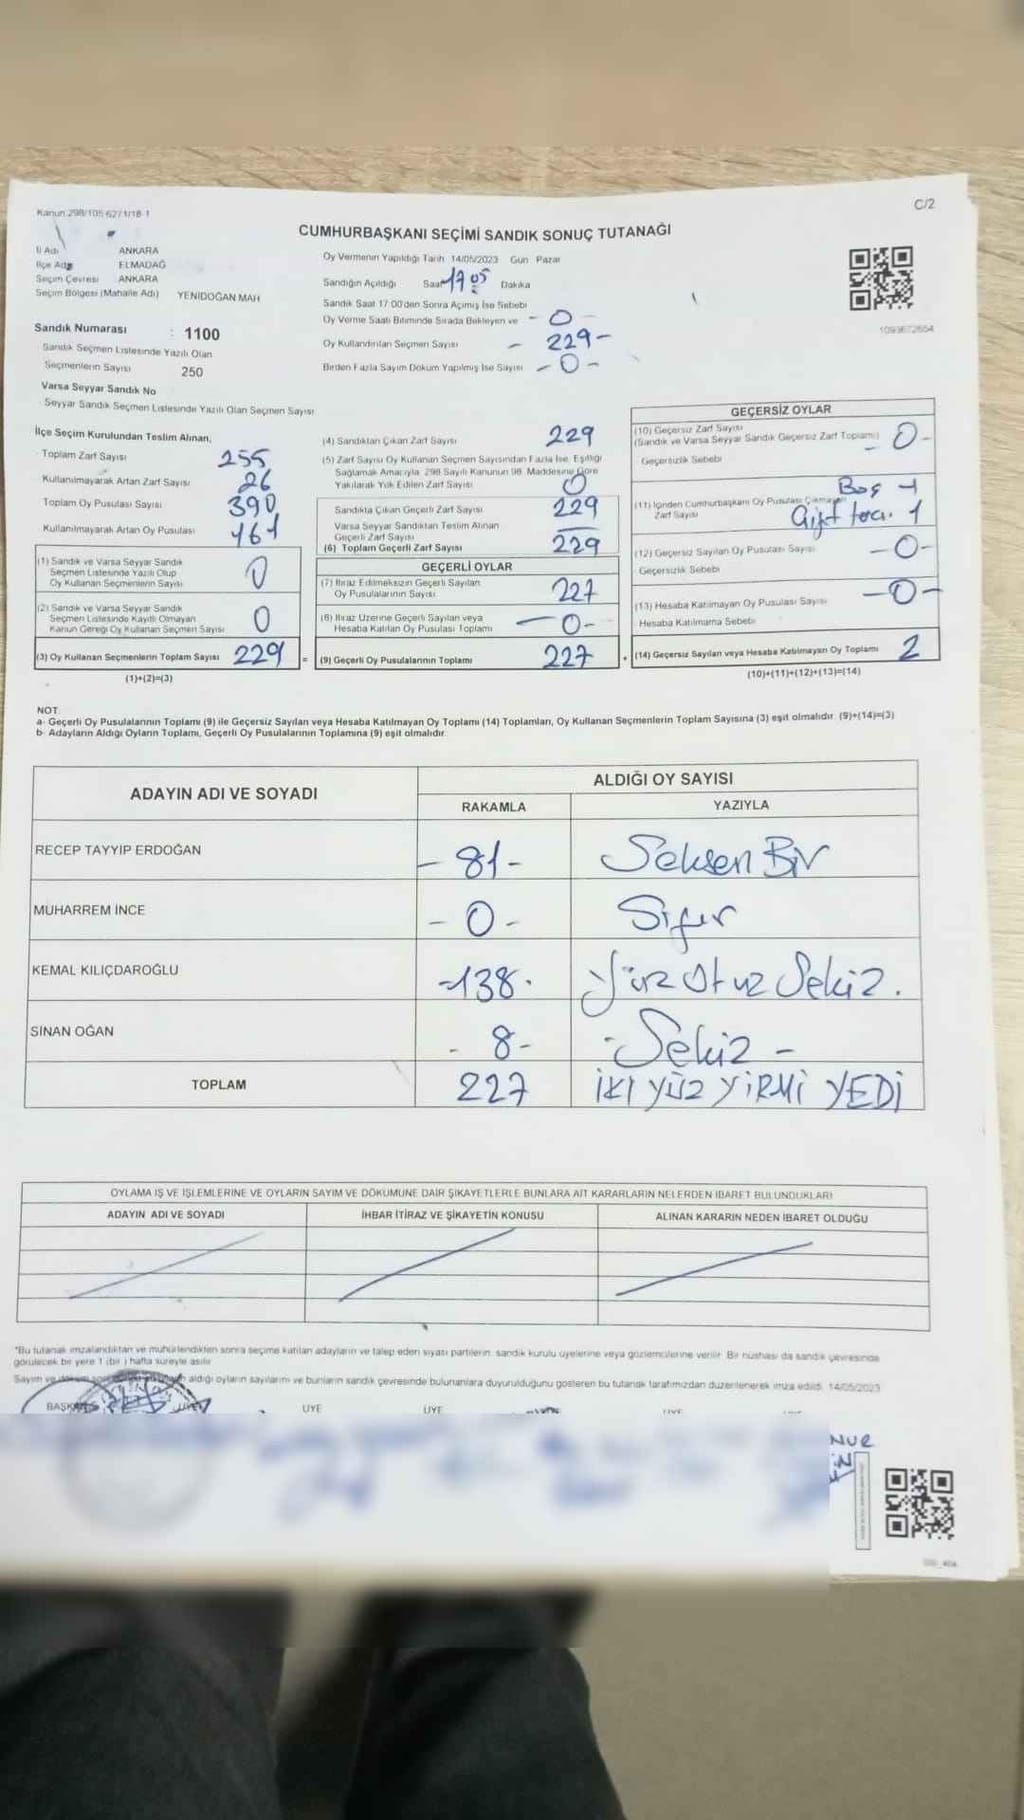 Kanun 298/105 6271/18-1
C/2
CUMHURBAŞKANI SEÇİMİ SANDIK SONUÇ TUTANAĞI
İl Adı ANKARA
İlçe Adı ELMADAĞ
Seçim Çevresi ANKARA
Seçim Bölgesi (Mahalle Adı) YENİDOĞAN MAH
Sandık Numarası : 1100
Sandık Seçmen Listesinde Yazılı Olan
Seçmenlerin Sayısı 250
Varsa Seyyar Sandık No
Seyyar Sandık Seçmen Listesinde Yazılı Olan Seçmen Sayısı
Oy Vermenin Yapıldığı Tarih 14/05/2023 Gün Pazar
Sandığın Açıldığı Saat 17 05 Dakika
Sandık Saat 17 00'den Sonra Açılmış İse Sebebi
Oy Verme Saati Bitiminde Sırada Bekleyen ve - 0 -
Oy Kullandırılan Seçmen Sayısı - 229 -
Birden Fazla Sayım Döküm Yapılmış İse Sayısı - 0 -
1093672654
İlçe Seçim Kurulundan Teslim Alınan,
Toplam Zarf Sayısı 255
Kullanılmayarak Artan Zarf Sayısı 26
Toplam Oy Pusulası Sayısı 390
Kullanılmayarak Artan Oy Pusulası 161
(1) Sandık ve Varsa Seyyar Sandık
Seçmen Listesinde Yazılı Olup
Oy Kullanan Seçmenlerin Sayısı 0
(2) Sandık ve Varsa Seyyar Sandık
Seçmen Listesinde Kayıtlı Olmayan
Kanun Gereği Oy Kullanan Seçmen Sayısı 0
(3) Oy Kullanan Seçmenlerin Toplam Sayısı 229
(1)+(2)=(3)
(4) Sandıktan Çıkan Zarf Sayısı 229
(5) Zarf Sayısı Oy Kullanan Seçmen Sayısından Fazla İse, Eşitliği
Sağlamak Amacıyla 298 Sayılı Kanunun 98. Maddesine Göre
Yakılarak Yok Edilen Zarf Sayısı 0
Sandıkta Çıkan Geçerli Zarf Sayısı 229
Varsa Seyyar Sandıktan Teslim Alınan
Geçerli Zarf Sayısı
(6) Toplam Geçerli Zarf Sayısı 229
GEÇERLİ OYLAR
(7) İtiraz Edilmeksizin Geçerli Sayılan
Oy Pusulalarının Sayısı 227
(8) İtiraz Üzerine Geçerli Sayılan veya
Hesaba Katılan Oy Pusulası Toplamı - 0 -
(9) Geçerli Oy Pusulalarının Toplamı 227
GEÇERSİZ OYLAR
(10) Geçersiz Zarf Sayısı
(Sandık ve Varsa Seyyar Sandık Geçersiz Zarf Toplamı) - 0 -
Geçersizlik Sebebi
Boş 1
(11) İçinden Cumhurbaşkanı Oy Pusulası Çıkmayan
Zarf Sayısı 1
(12) Geçersiz Sayılan Oy Pusulası Sayısı - 0 -
Geçersizlik Sebebi
(13) Hesaba Katılmayan Oy Pusulası Sayısı - 0 -
Hesaba Katılmama Sebebi
(14) Geçersiz Sayılan veya Hesaba Katılmayan Oy Toplamı 2
(10)+(11)+(12)+(13)=(14)
NOT:
a- Geçerli Oy Pusulalarının Toplamı (9) ile Geçersiz Sayılan veya Hesaba Katılmayan Oy Toplamı (14) Toplamları, Oy Kullanan Seçmenlerin Toplam Sayısına (3) eşit olmalıdır. (9)+(14)=(3)
b- Adayların Aldığı Oyların Toplamı, Geçerli Oy Pusulalarının Toplamına (9) eşit olmalıdır.
ADAYIN ADI VE SOYADI ALDIĞI OY SAYISI
RAKAMLA YAZIYLA
RECEP TAYYİP ERDOĞAN - 81 - Seksen Bir
MUHARREM İNCE - 0 - Sıfır
KEMAL KILIÇDAROĞLU -138. Yüz Otuz Sekiz.
SİNAN OĞAN - 8 - - Sekiz -
TOPLAM 227 İKİ YÜZ YİRMİ YEDİ
OYLAMA İŞ VE İŞLEMLERİNE VE OYLARIN SAYIM VE DÖKÜMÜNE DAİR ŞİKAYETLERLE BUNLARA AİT KARARLARIN NELERDEN İBARET BULUNDUKLARI
ADAYIN ADI VE SOYADI İHBAR İTİRAZ VE ŞİKAYETİN KONUSU ALINAN KARARIN NEDEN İBARET OLDUĞU
*Bu tutanak imzalandıktan ve mühürlendikten sonra seçime katılan adayların ve talep eden siyasi partilerin sandık kurulu üyelerine veya gözlemcilerine verilir. Bir nüshası da sandık çevresinde
görülecek bir yere 1 (bir) hafta süreyle asılır.
Sayım ve aldığı oyların sayılarını ve bunların sandık çevresinde bulunanlara duyurulduğunu gösteren bu tutanak tarafımızdan düzenlenerek imza edildi. 14/05/2023
BAŞKAN ÜYE ÜYE
NUR